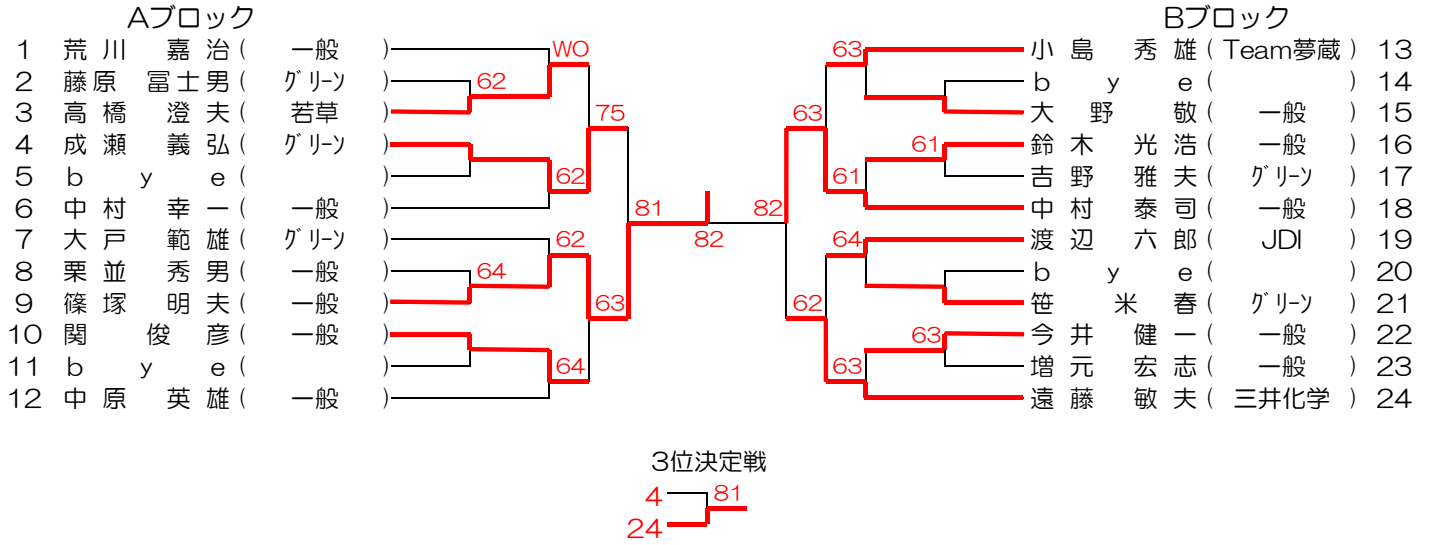 Aブロック Bブロック
1 荒川 嘉治( 一般 ) WO 63 小島 秀雄(Team夢蔵) 13
2 藤原 冨士男( グリーン ) 62 bye( ) 14
3 高橋 澄夫( 若草 ) 75 63 大野 敬( 一般 ) 15
4 成瀬 義弘( グリーン ) 61 鈴木 光浩( 一般 ) 16
5 bye( ) 62 61 吉野 雅夫( グリーン ) 17
6 中村 幸一( 一般 ) 81 82 中村 泰司( 一般 ) 18
7 大戸 範雄( グリーン ) 62 82 64 渡辺 六郎( JDI ) 19
8 栗並 秀男( 一般 ) 64 bye( ) 20
9 篠塚 明夫( 一般 ) 63 62 笹 米春( グリーン ) 21
10 関 俊彦( 一般 ) 63 今井 健一( 一般 ) 22
11 bye( ) 64 63 増元 宏志( 一般 ) 23
12 中原 英雄( 一般 ) 遠藤 敏夫( 三井化学 ) 24
3位決定戦
4 81
24